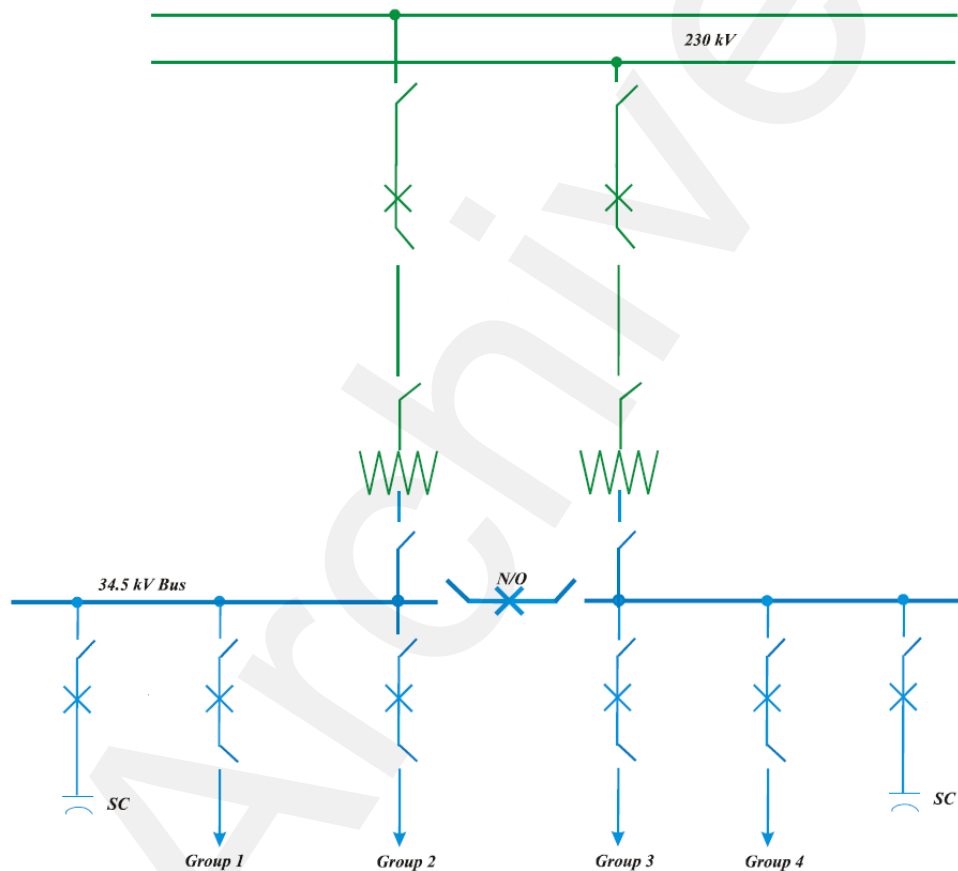 230 kV
N/O
34.5 kV Bus
SC
SC
Group 1
Group 2
Group 3
Group 4
Archive